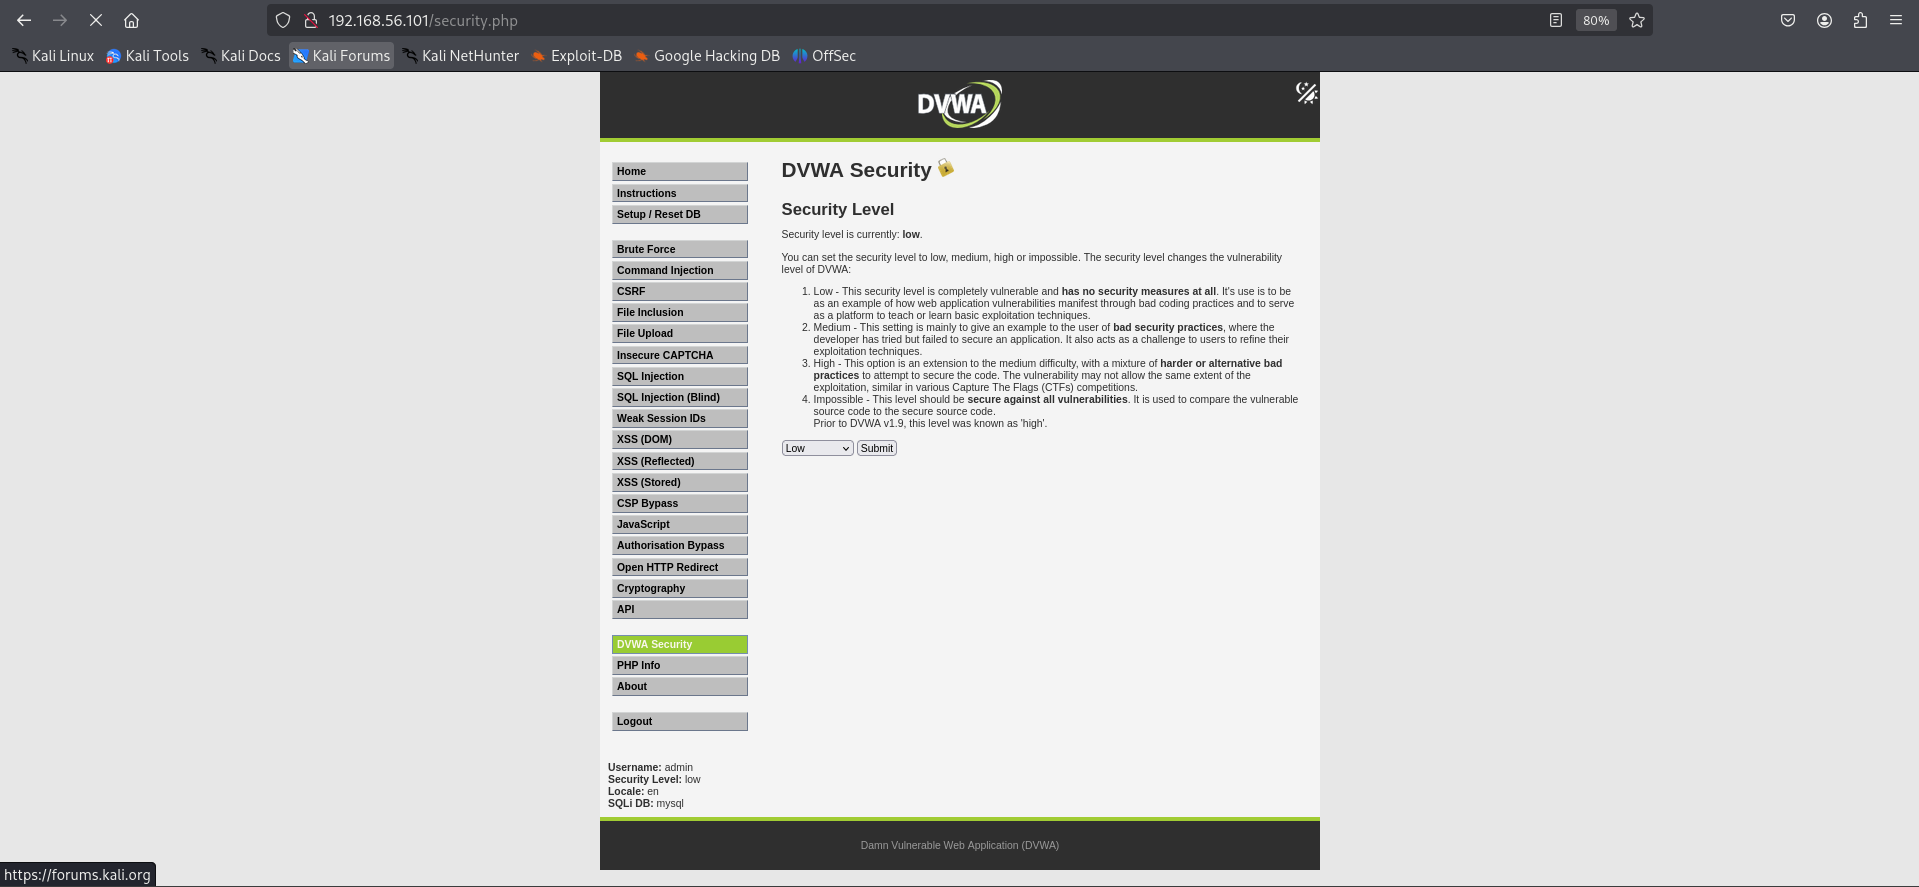 192.168.56.101/security.php
80%
Kali Linux
Kali Tools
Kali Docs
Kali Forums
Kali NetHunter
Exploit-DB
Google Hacking DB
OffSec
DVWA
Home
Instructions
Setup / Reset DB
Brute Force
Command Injection
CSRF
File Inclusion
File Upload
Insecure CAPTCHA
SQL Injection
SQL Injection (Blind)
Weak Session IDs
XSS (DOM)
XSS (Reflected)
XSS (Stored)
CSP Bypass
JavaScript
Authorisation Bypass
Open HTTP Redirect
Cryptography
API
DVWA Security
PHP Info
About
Logout
DVWA Security
Security Level
Security level is currently: low.
You can set the security level to low, medium, high or impossible. The security level changes the vulnerability
level of DVWA:
1. Low - This security level is completely vulnerable and has no security measures at all. It's use is to be
as an example of how web application vulnerabilities manifest through bad coding practices and to serve
as a platform to teach or learn basic exploitation techniques.
2. Medium - This setting is mainly to give an example to the user of bad security practices, where the
developer has tried but failed to secure an application. It also acts as a challenge to users to refine their
exploitation techniques.
3. High - This option is an extension to the medium difficulty, with a mixture of harder or alternative bad
practices to attempt to secure the code. The vulnerability may not allow the same extent of the
exploitation, similar in various Capture The Flags (CTFs) competitions.
4. Impossible - This level should be secure against all vulnerabilities. It is used to compare the vulnerable
source code to the secure source code.
Prior to DVWA v1.9, this level was known as 'high'.
Low
Submit
Username: admin
Security Level: low
Locale: en
SQLi DB: mysql
Damn Vulnerable Web Application (DVWA)
https://forums.kali.org